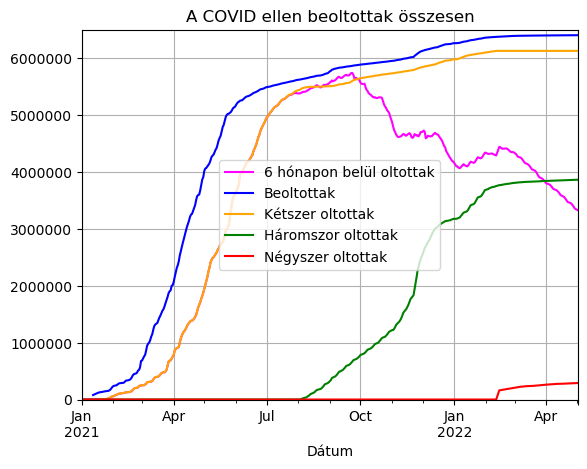 A COVID ellen beoltottak összesen
6000000
5000000
4000000
3000000
2000000
1000000
0
6 hónapon belül oltottak
Beoltottak
Kétszer oltottak
Háromszor oltottak
Négyszer oltottak
Jan Apr Jul Oct Jan Apr
2021 2022
Dátum